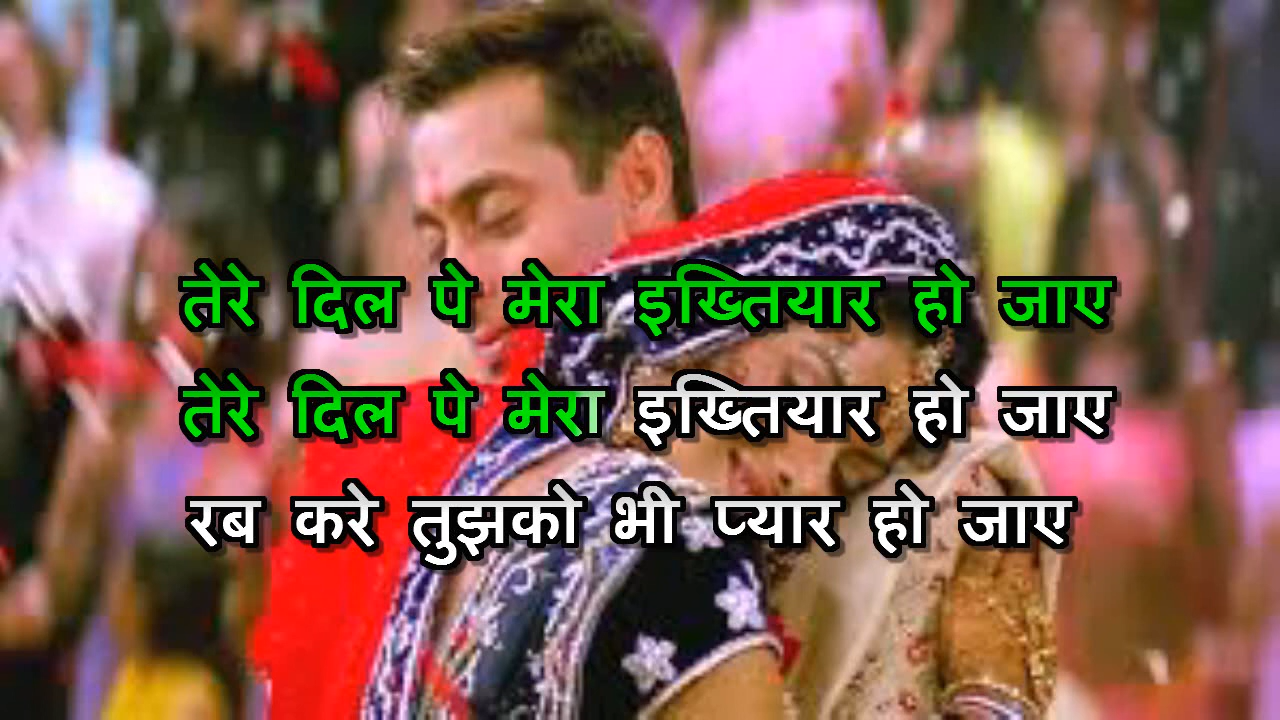 तेरे दिल पे मेरा इख्तियार हो जाए
तेरे दिल पे मेरा इख्तियार हो जाए
रब करे तुझको भी प्यार हो जाए